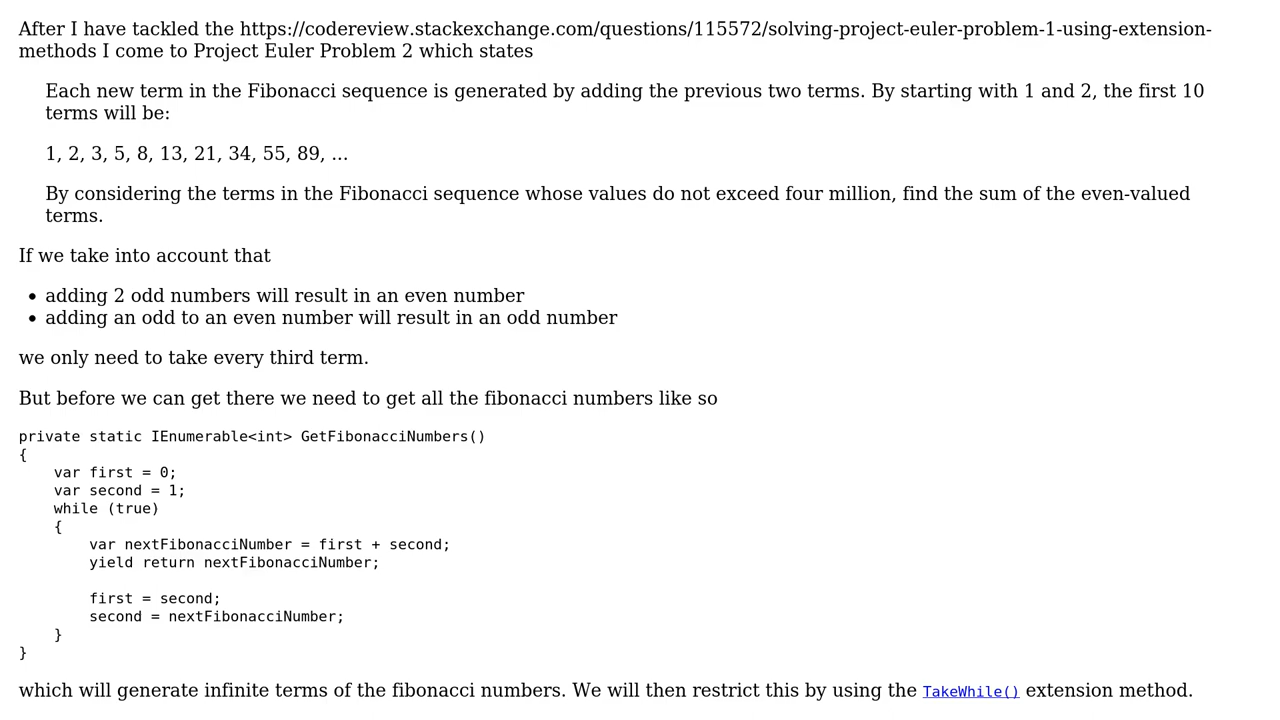 After I have tackled the https://codereview.stackexchange.com/questions/115572/solving-project-euler-problem-1-using-extension-
methods I come to Project Euler Problem 2 which states
Each new term in the Fibonacci sequence is generated by adding the previous two terms. By starting with 1 and 2, the first 10
terms will be:
1, 2, 3, 5, 8, 13, 21, 34, 55, 89, ...
By considering the terms in the Fibonacci sequence whose values do not exceed four million, find the sum of the even-valued
terms.
If we take into account that
• adding 2 odd numbers will result in an even number
• adding an odd to an even number will result in an odd number
we only need to take every third term.
But before we can get there we need to get all the fibonacci numbers like so
private static IEnumerable<int> GetFibonacciNumbers()
{
    var first = 0;
    var second = 1;
    while (true)
    {
        var nextFibonacciNumber = first + second;
        yield return nextFibonacciNumber;

        first = second;
        second = nextFibonacciNumber;
    }
}
which will generate infinite terms of the fibonacci numbers. We will then restrict this by using the TakeWhile() extension method.